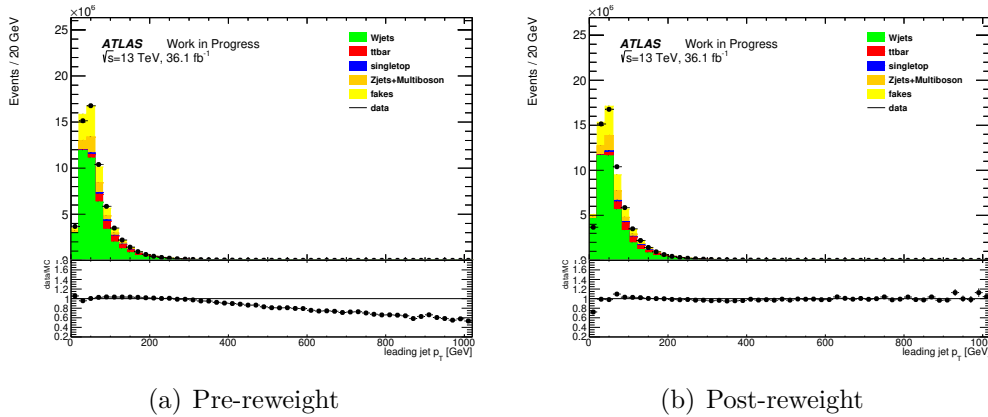 ×10⁶
Events / 20 GeV
25
20
15
10
5
ATLAS Work in Progress
√s=13 TeV, 36.1 fb⁻¹
Wjets
ttbar
singletop
Zjets+Multiboson
fakes
data
data/MC
1.8
1.6
1.4
1.2
1
0.8
0.6
0.4
0.2
0 200 400 600 800 1000
leading jet p_T [GeV]
(a) Pre-reweight
×10⁶
Events / 20 GeV
25
20
15
10
5
ATLAS Work in Progress
√s=13 TeV, 36.1 fb⁻¹
Wjets
ttbar
singletop
Zjets+Multiboson
fakes
data
data/MC
1.8
1.6
1.4
1.2
1
0.8
0.6
0.4
0.2
0 200 400 600 800 1000
leading jet p_T [GeV]
(b) Post-reweight